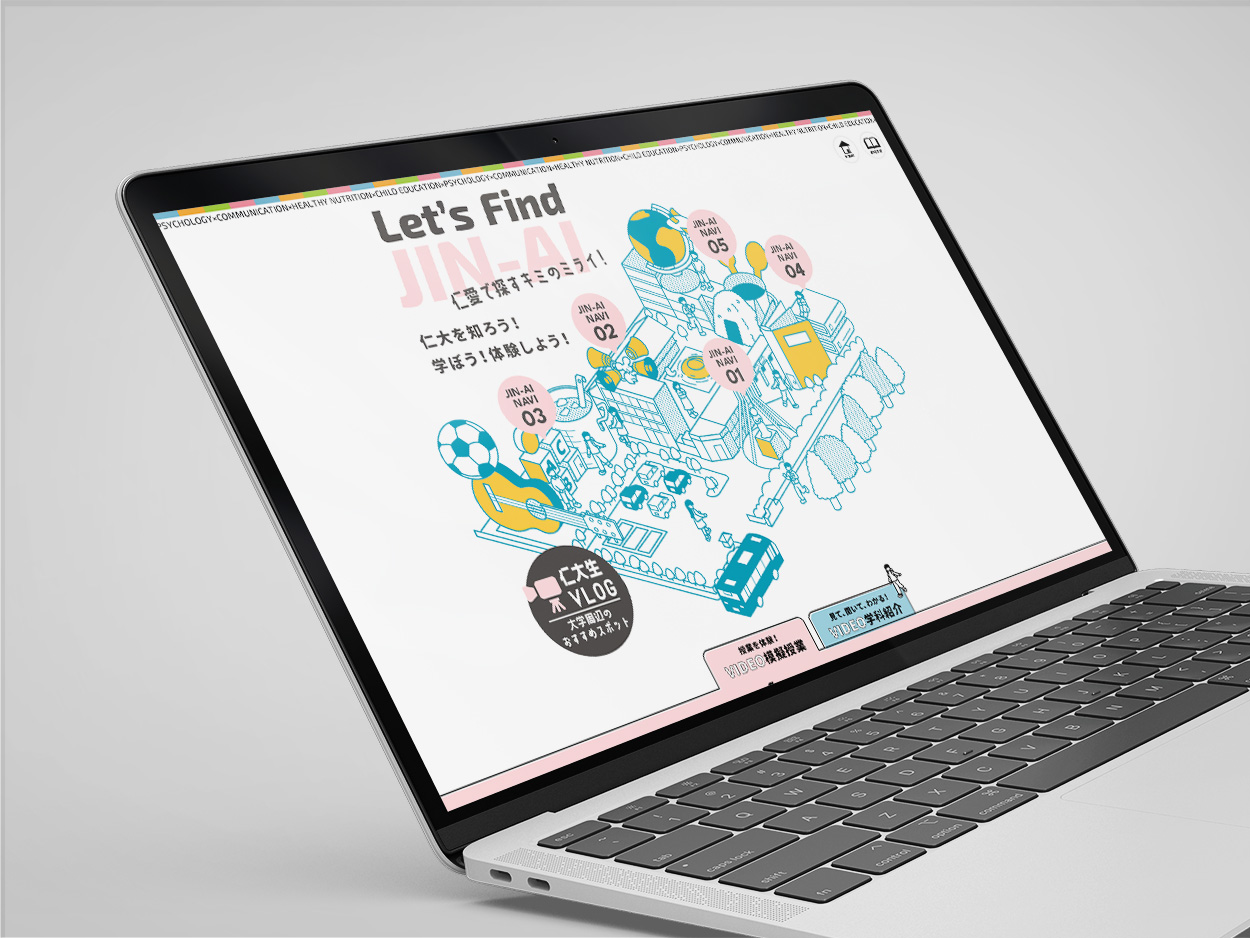 PSYCHOLOGY×COMMUNICATION×HEALTHY NUTRITION×CHILD EDUCATION×PSYCHOLOGY×COMMUNICATION×HEALTHY NUTRITION×CHILD EDUCATION×PSYCHOLOGY×COMMUNICATION×HEALTHY NUTRITION×CHILD EDUCATION
Let's Find
JIN-AI
仁愛で探すキミのミライ!
仁大を知ろう!
学ぼう!体験しよう!
JIN-AI
NAVI
05
JIN-AI
NAVI
04
JIN-AI
NAVI
02
JIN-AI
NAVI
01
JIN-AI
NAVI
03
A
B
C
仁大生
VLOG
大学周辺の
おすすめスポット
授業を体験!
VIDEO模擬授業
見て、聞いて、わかる!
VIDEO学科紹介
esc
! 1
@ 2
# 3
$ 4
tab
Q
W
E
R
T
Y
U
I
O
P
caps lock
A
S
D
F
G
H
J
K
L
shift
Z
X
C
V
B
N
M
fn
control
option
command